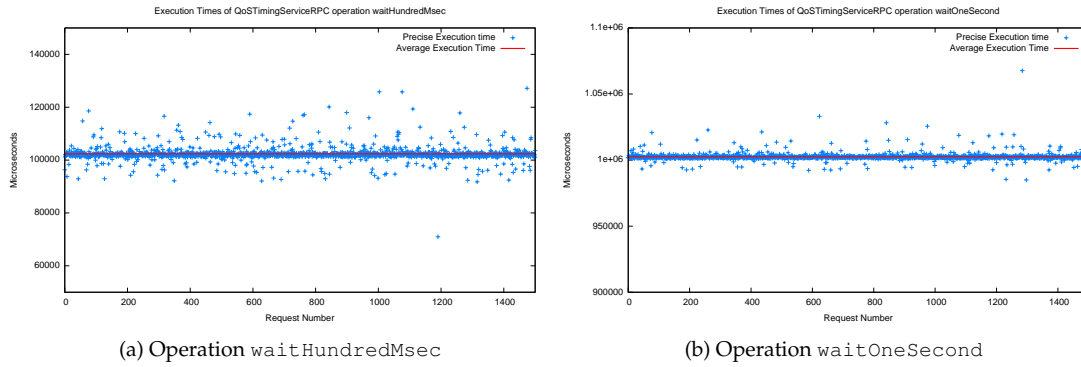 Execution Times of QoSTimingServiceRPC operation waitHundredMsec
Precise Execution time
Average Execution Time
140000
120000
100000
80000
60000
Microseconds
0 200 400 600 800 1000 1200 1400
Request Number
(a) Operation waitHundredMsec
Execution Times of QoSTimingServiceRPC operation waitOneSecond
Precise Execution time
Average Execution Time
1.1e+06
1.05e+06
1e+06
950000
900000
Microseconds
0 200 400 600 800 1000 1200 1400
Request Number
(b) Operation waitOneSecond